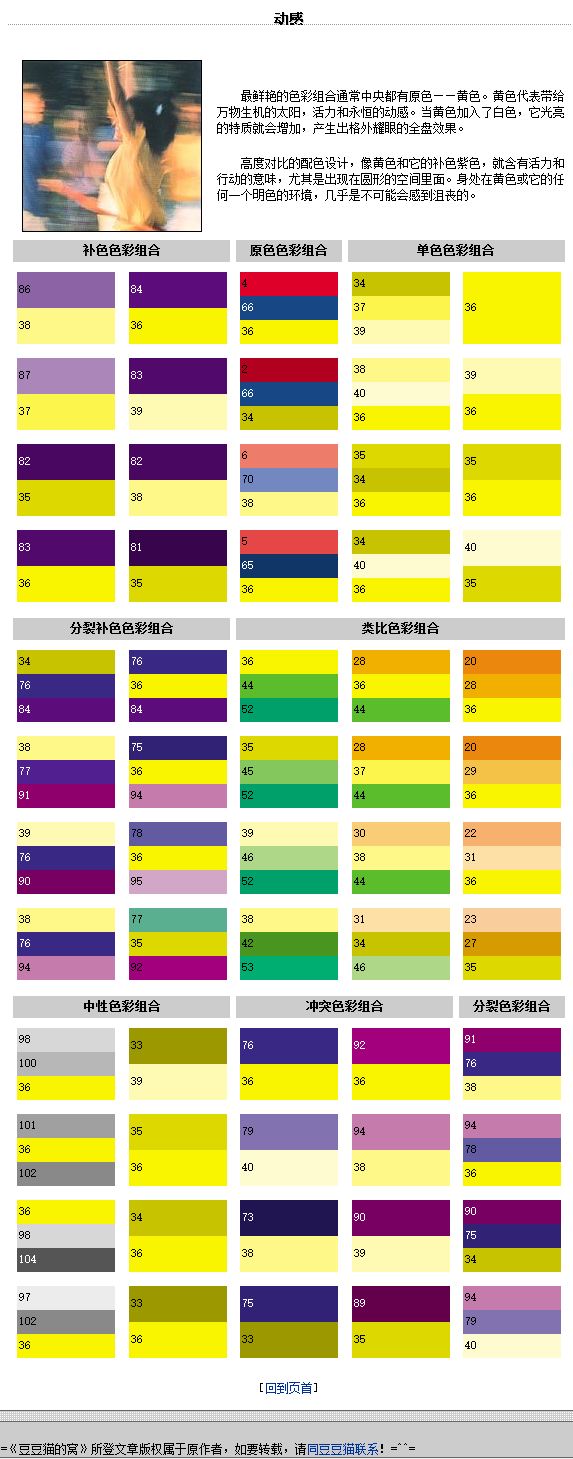 动感
最鲜艳的色彩组合通常中央都有原色——黄色。黄色代表带给
万物生机的太阳，活力和永恒的动感。当黄色加入了白色，它光亮
的特质就会增加，产生出格外耀眼的全盘效果。
高度对比的配色设计，像黄色和它的补色紫色，就含有活力和
行动的意味，尤其是出现在圆形的空间里面。身处在黄色或它的任
何一个明色的环境，几乎是不可能会感到沮丧的。
补色色彩组合 原色色彩组合 单色色彩组合
86 84 4 34 36
66 37
38 36 36 39
87 83 2 38 39
66 40
37 39 34 36 36
82 82 6 35 35
70 34
35 38 38 36 36
83 81 5 34 40
65 40
36 35 36 36 35
分裂补色色彩组合 类比色彩组合
34 76 36 28 20
76 36 44 36 28
84 84 52 44 36
38 75 35 28 20
77 36 45 37 29
91 94 52 44 36
39 78 39 30 22
76 36 46 38 31
90 95 52 44 36
38 77 38 31 23
76 35 42 34 27
94 92 53 46 35
中性色彩组合 冲突色彩组合 分裂色彩组合
98 33 76 92 91
100 76
36 39 36 36 38
101 35 79 94 94
36 78
102 36 40 38 36
36 34 73 90 90
98 75
104 36 38 39 34
97 33 75 89 94
102 79
36 36 33 35 40
[回到页首]
=《豆豆猫的窝》所登文章版权属于原作者，如要转载，请同豆豆猫联系！=^^=